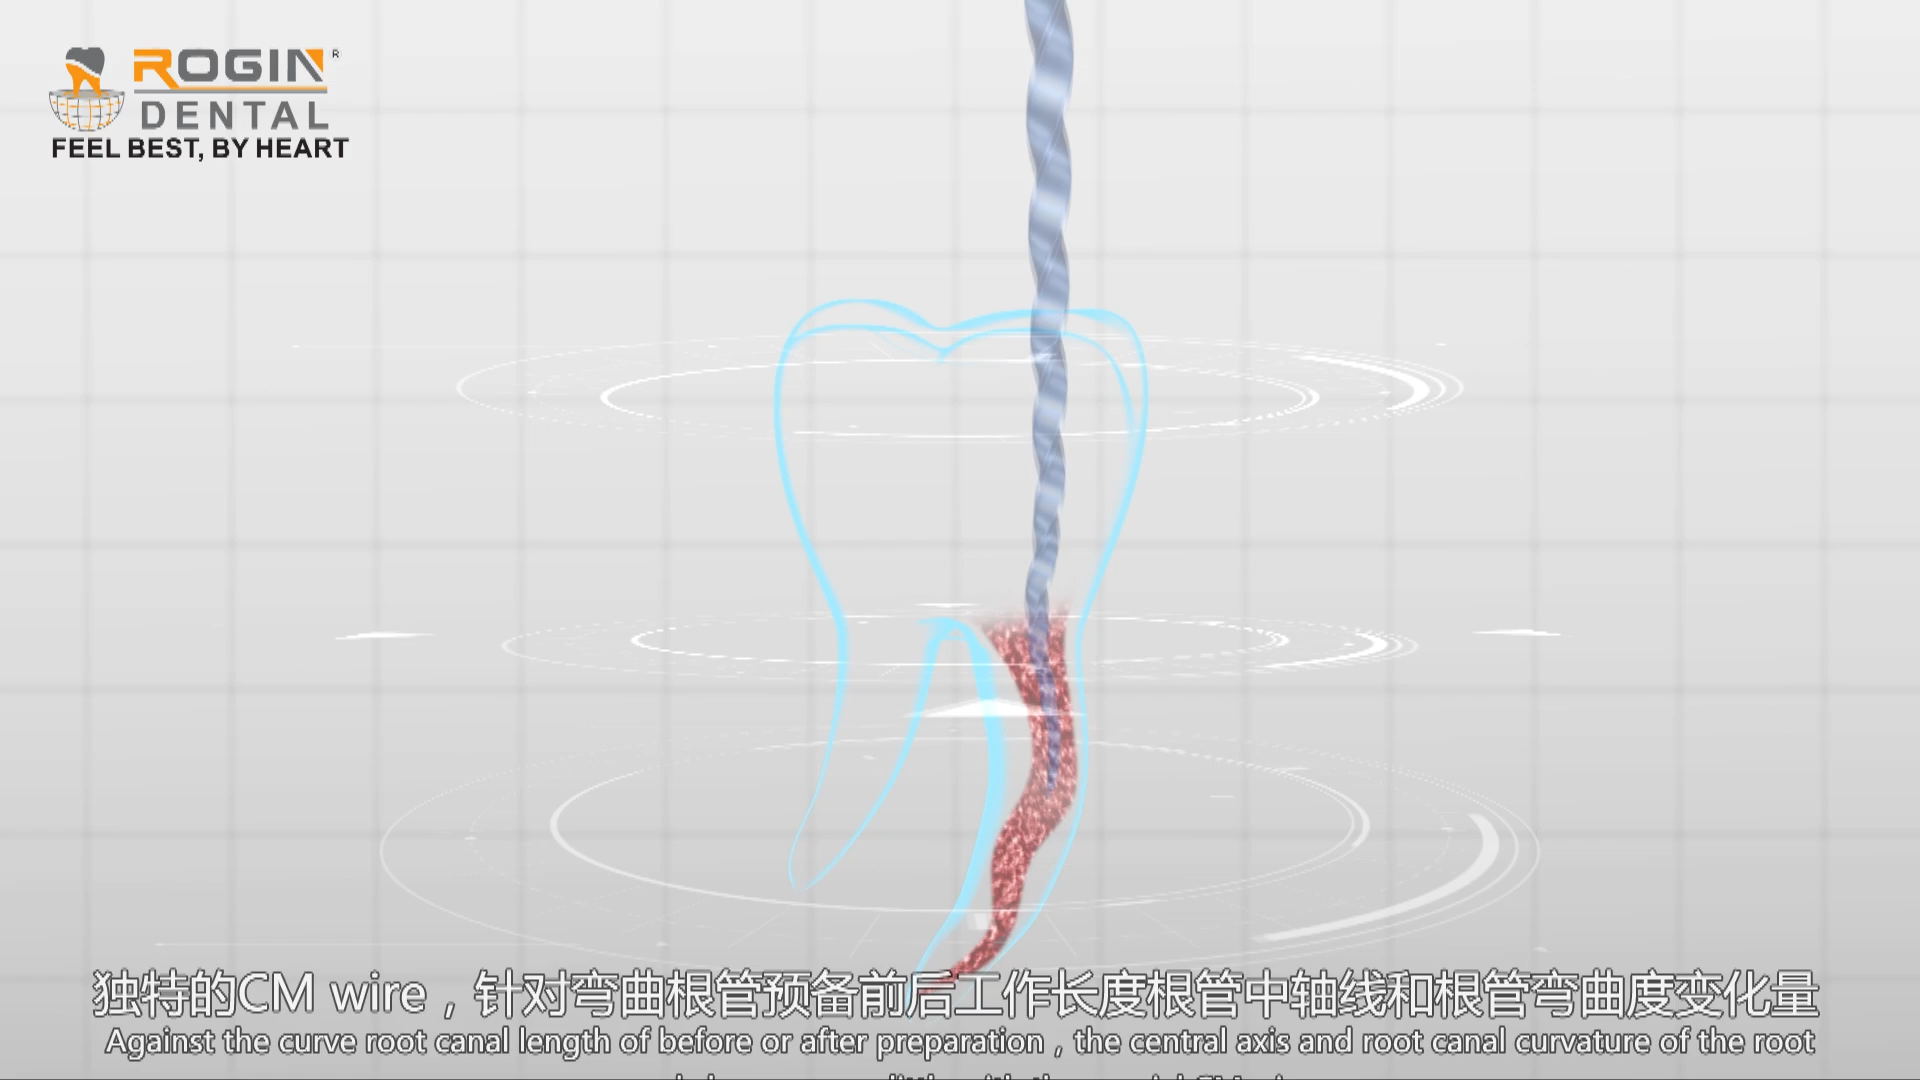 ROGIN®
DENTAL
FEEL BEST, BY HEART
独特的CM wire，针对弯曲根管预备前后工作长度根管中轴线和根管弯曲度变化量
Against the curve root canal length of before or after preparation , the central axis and root canal curvature of the root